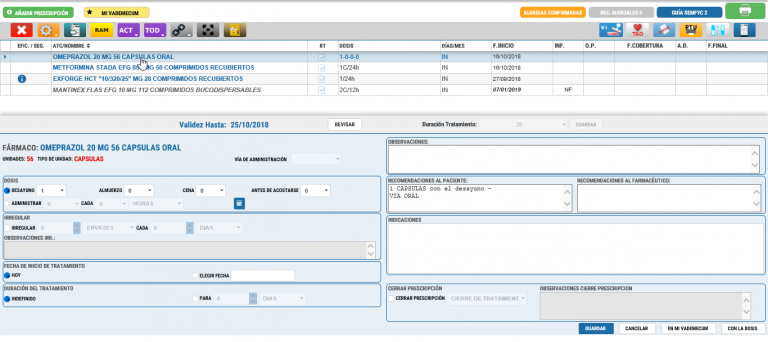 AÑADIR PRESCRIPCIÓN
MI VADEMECUM
ALERGIAS CONFIRMADAS
REC. MANUALES 0
GUÍA SEMFYC 2
RAM
ACT
TOD
TÃO
EFIC. / SEG. ATC/NOMBRE RT DOSIS DÍAS/MES F.INICIO INF. O.P. F.COBERTURA A.D. F.FINAL
OMEPRAZOL 20 MG 56 CAPSULAS ORAL 1-0-0-0 IN 16/10/2018
METFORMINA STADA EFG 850 MG 50 COMPRIMIDOS RECUBIERTOS 1C/24h IN 16/10/2018
EXFORGE HCT "10/320/25" MG 28 COMPRIMIDOS RECUBIERTOS 1/24h IN 27/09/2018
MANTINEX FLAS EFG 10 MG 112 COMPRIMIDOS BUCODISPERSABLES 2C/12h IN 07/01/2019 NF
Validez Hasta: 25/10/2018
REVISAR
Duración Tratamiento:
GUARDAR
FÁRMACO: OMEPRAZOL 20 MG 56 CAPSULAS ORAL
UNIDADES: 56 TIPO DE UNIDAD: CAPSULAS
VÍA DE ADMINISTRACIÓN
DOSIS
DESAYUNO 1 ALMUERZO 0 CENA 0 ANTES DE ACOSTARSE 0
ADMINISTRAR 0 CADA 0 HORAS
IRREGULAR
IRREGULAR 0 ENVASES CADA 0 DIAS
OBSERVACIONES IRR.:
FECHA DE INICIO DE TRATAMIENTO
HOY ELEGIR FECHA
DURACIÓN DEL TRATAMIENTO
INDEFINIDO PARA 0 DIAS
OBSERVACIONES:
RECOMENDACIONES AL PACIENTE:
1 CAPSULAS con el desayuno -
VIA ORAL
RECOMENDACIONES AL FARMACÉUTICO:
INDICACIONES
CERRAR PRESCRIPCIÓN
CERRAR PRESCRIPCIÓN CIERRE DE TRATAMIENT
OBSERVACIONES CIERRE PRESCRIPCION
GUARDAR
CANCELAR
EN MI VADEMECUM
CON LA DOSIS